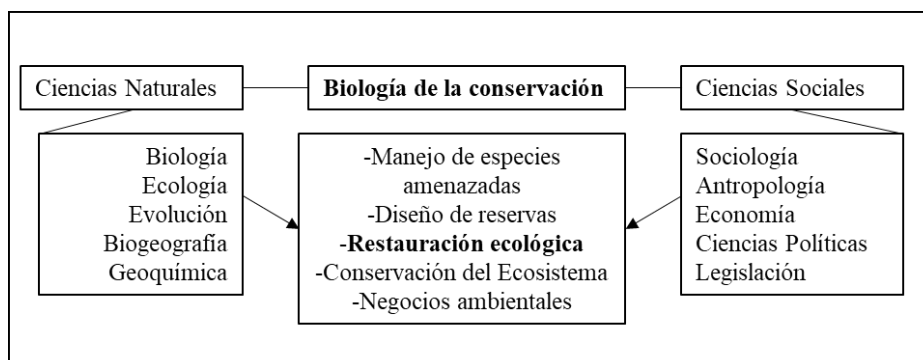 Ciencias Naturales
Biología de la conservación
Ciencias Sociales
Biología
Ecología
Evolución
Biogeografía
Geoquímica
-Manejo de especies
amenazadas
-Diseño de reservas
-Restauración ecológica
-Conservación del Ecosistema
-Negocios ambientales
Sociología
Antropología
Economía
Ciencias Políticas
Legislación